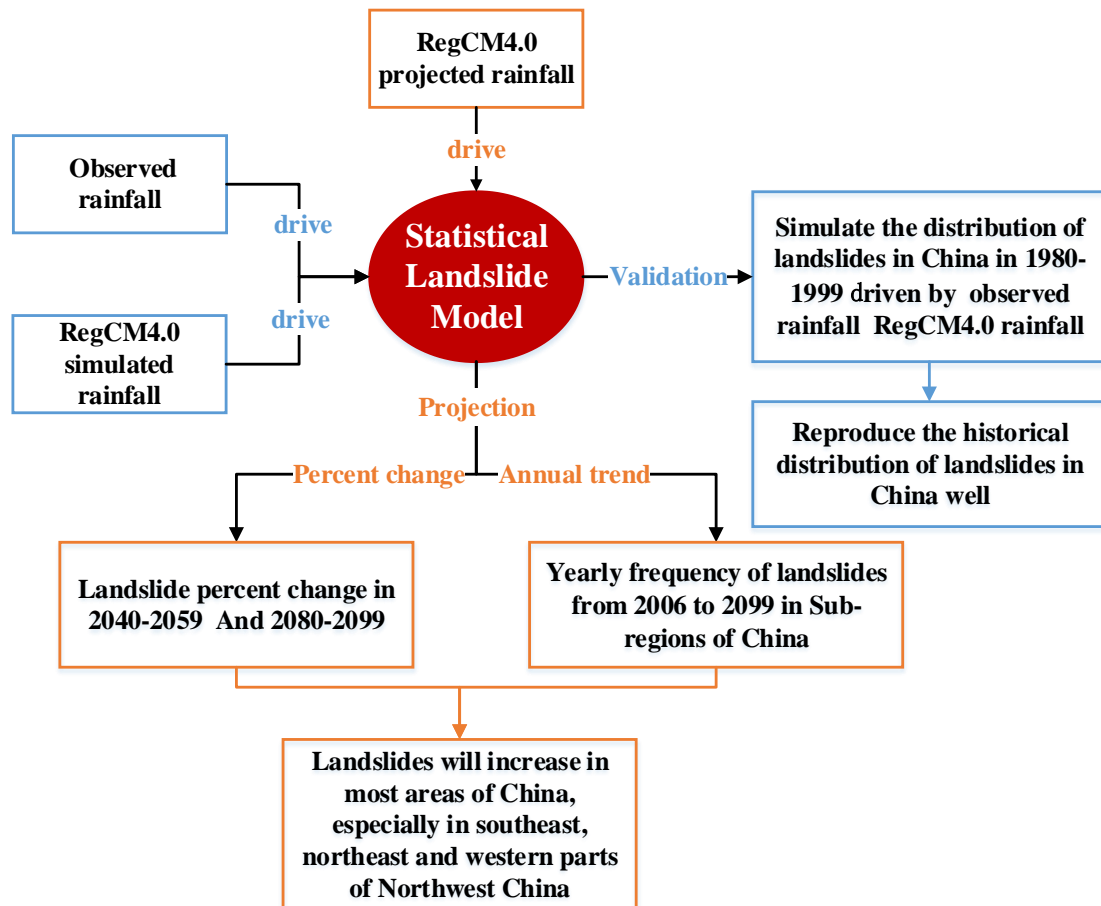 RegCM4.0
projected rainfall
drive
Observed
rainfall
drive
RegCM4.0
simulated
rainfall
drive
Statistical
Landslide
Model
Validation
Simulate the distribution of
landslides in China in 1980-
1999 driven by observed
rainfall RegCM4.0 rainfall
Reproduce the historical
distribution of landslides in
China well
Projection
Percent change
Annual trend
Landslide percent change in
2040-2059 And 2080-2099
Yearly frequency of landslides
from 2006 to 2099 in Sub-
regions of China
Landslides will increase in
most areas of China,
especially in southeast,
northeast and western parts
of Northwest China